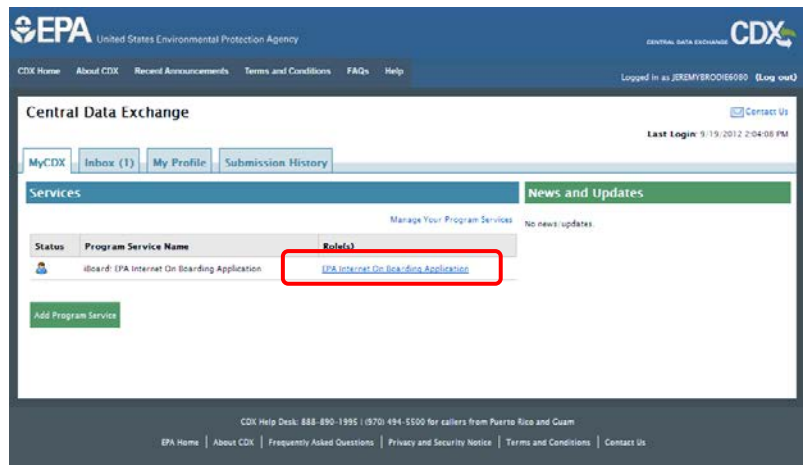 EPA United States Environmental Protection Agency
CENTRAL DATA EXCHANGE CDX
CDX Home About CDX Recent Announcements Terms and Conditions FAQs Help
Logged in as JEREMYBRODIE6080 (Log out)
Central Data Exchange
Contact Us
Last Login: 9/19/2012 2:04:08 PM
MyCDX Inbox (1) My Profile Submission History
Services
News and Updates
Manage Your Program Services
No news/updates.
Status Program Service Name Role(s)
iBoard: EPA Internet On Boarding Application EPA Internet On Boarding Application
Add Program Service
CDX Help Desk: 888-890-1995 | (970) 494-5500 for callers from Puerto Rico and Guam
EPA Home | About CDX | Frequently Asked Questions | Privacy and Security Notice | Terms and Conditions | Contact Us